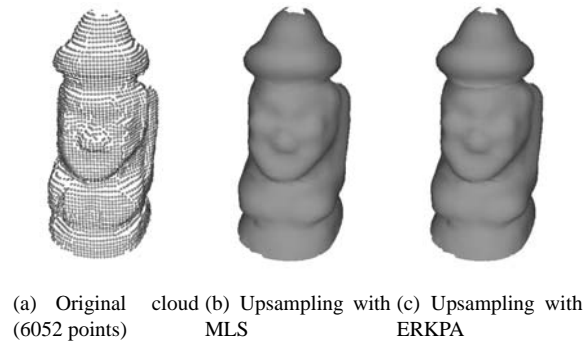 (a) Original cloud (6052 points)
(b) Upsampling with MLS
(c) Upsampling with ERKPA